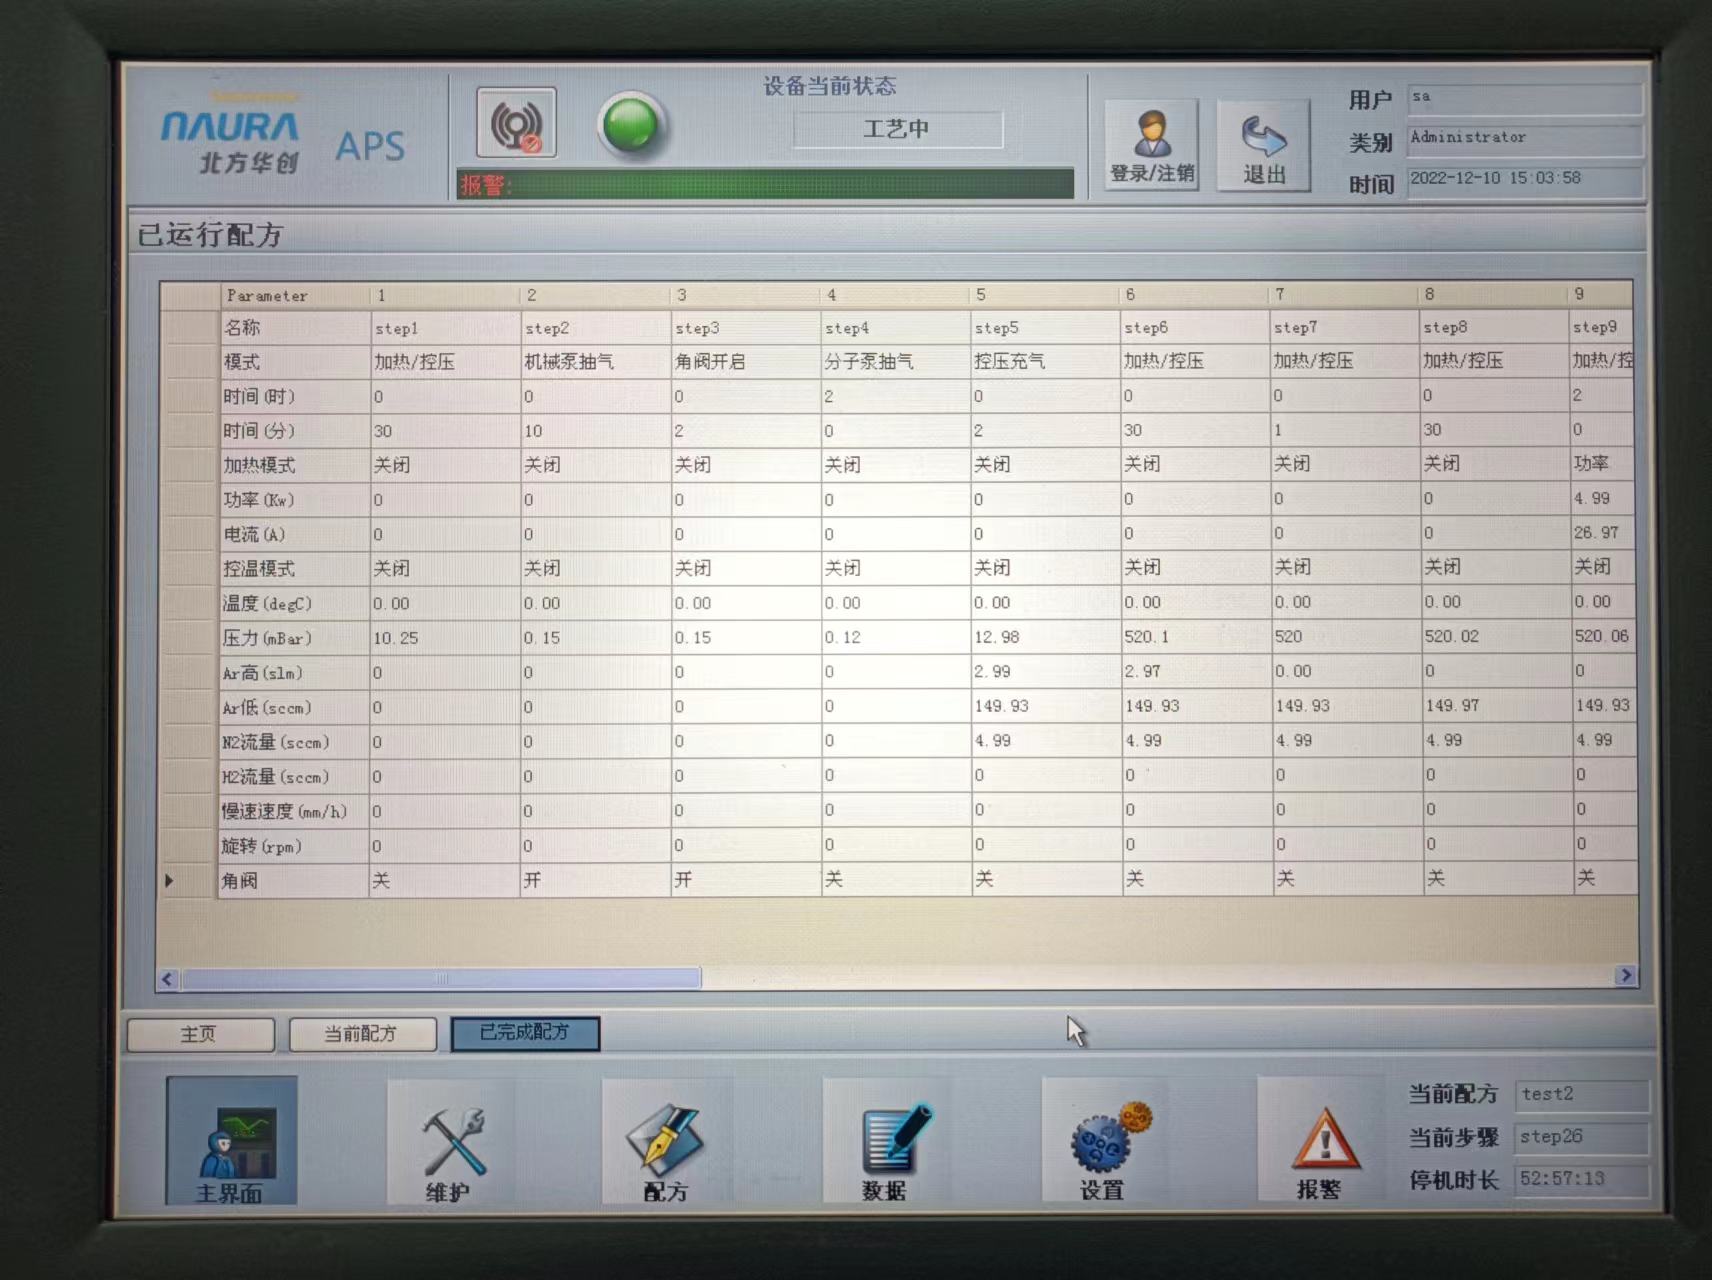 NAURA
北方华创
APS
设备当前状态
工艺中
报警:
登录/注销
退出
用户 sa
类别 Administrator
时间 2022-12-10 15:03:58
已运行配方
Parameter 1 2 3 4 5 6 7 8 9
名称 step1 step2 step3 step4 step5 step6 step7 step8 step9
模式 加热/控压 机械泵抽气 角阀开启 分子泵抽气 控压充气 加热/控压 加热/控压 加热/控压 加热/控
时间(时) 0 0 0 2 0 0 0 0 2
时间(分) 30 10 2 0 2 30 1 30 0
加热模式 关闭 关闭 关闭 关闭 关闭 关闭 关闭 关闭 功率
功率(Kw) 0 0 0 0 0 0 0 0 4.99
电流(A) 0 0 0 0 0 0 0 0 26.97
控温模式 关闭 关闭 关闭 关闭 关闭 关闭 关闭 关闭 关闭
温度(degC) 0.00 0.00 0.00 0.00 0.00 0.00 0.00 0.00 0.00
压力(mBar) 10.25 0.15 0.15 0.12 12.98 520.1 520 520.02 520.06
Ar高(slm) 0 0 0 0 2.99 2.97 0.00 0 0
Ar低(sccm) 0 0 0 0 149.93 149.93 149.93 149.97 149.93
N2流量(sccm) 0 0 0 0 4.99 4.99 4.99 4.99 4.99
H2流量(sccm) 0 0 0 0 0 0 0 0 0
慢速速度(mm/h) 0 0 0 0 0 0 0 0 0
旋转(rpm) 0 0 0 0 0 0 0 0 0
角阀 关 开 开 关 关 关 关 关 关
主页
当前配方
已完成配方
主界面
维护
配方
数据
设置
报警
当前配方 test2
当前步骤 step26
停机时长 52:57:13